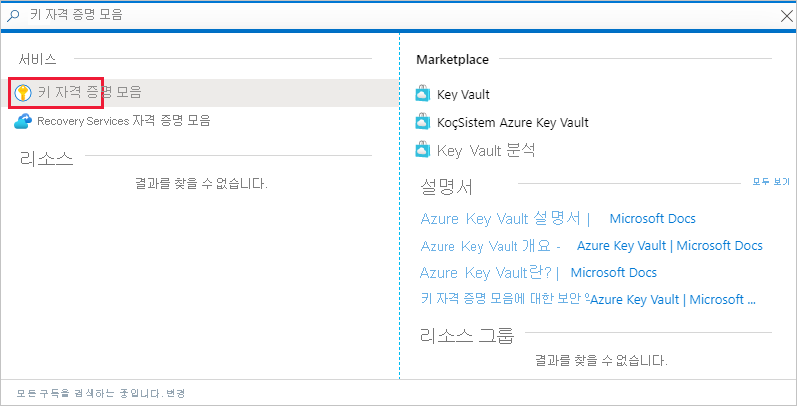 키 자격 증명 모음
서비스
키 자격 증명 모음
Recovery Services 자격 증명 모음
리소스
결과를 찾을 수 없습니다.
Marketplace
Key Vault
KoçSistem Azure Key Vault
Key Vault 분석
설명서
모두 보기
Azure Key Vault 설명서 | Microsoft Docs
Azure Key Vault 개요 - Azure Key Vault | Microsoft Docs
Azure Key Vault란? | Microsoft Docs
키 자격 증명 모음에 대한 보안 Azure Key Vault | Microsoft ...
리소스 그룹
결과를 찾을 수 없습니다.
모든 구독을 검색하는 중입니다. 변경